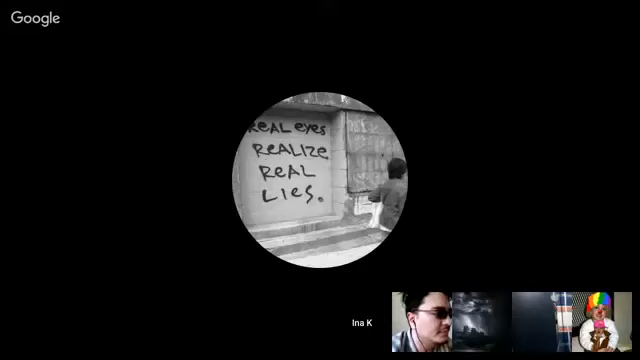 Google
REAL eyes
REALIZE
REAL
LIES.
Ina K